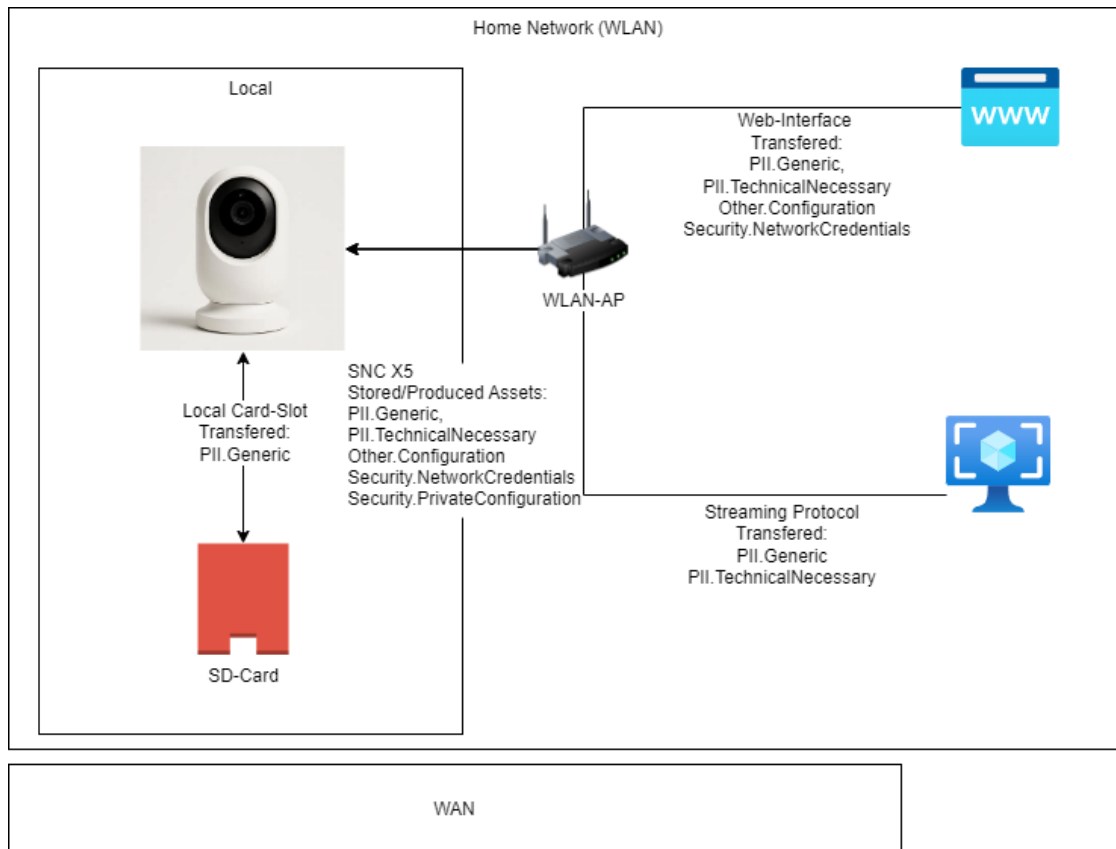 Home Network (WLAN)
Local
WWW
Web-Interface
Transfered:
PII.Generic,
PII.TechnicalNecessary
Other.Configuration
Security.NetworkCredentials
WLAN-AP
SNC X5
Stored/Produced Assets:
PII.Generic,
PII.TechnicalNecessary
Other.Configuration
Security.NetworkCredentials
Security.PrivateConfiguration
Local Card-Slot
Transfered:
PII.Generic
Streaming Protocol
Transfered:
PII.Generic
PII.TechnicalNecessary
SD-Card
WAN